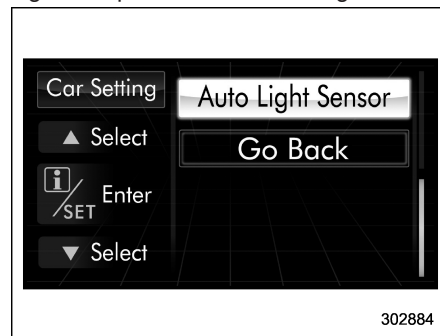 Car Setting
Auto Light Sensor
▲ Select
Go Back
i/SET Enter
▼ Select
302884